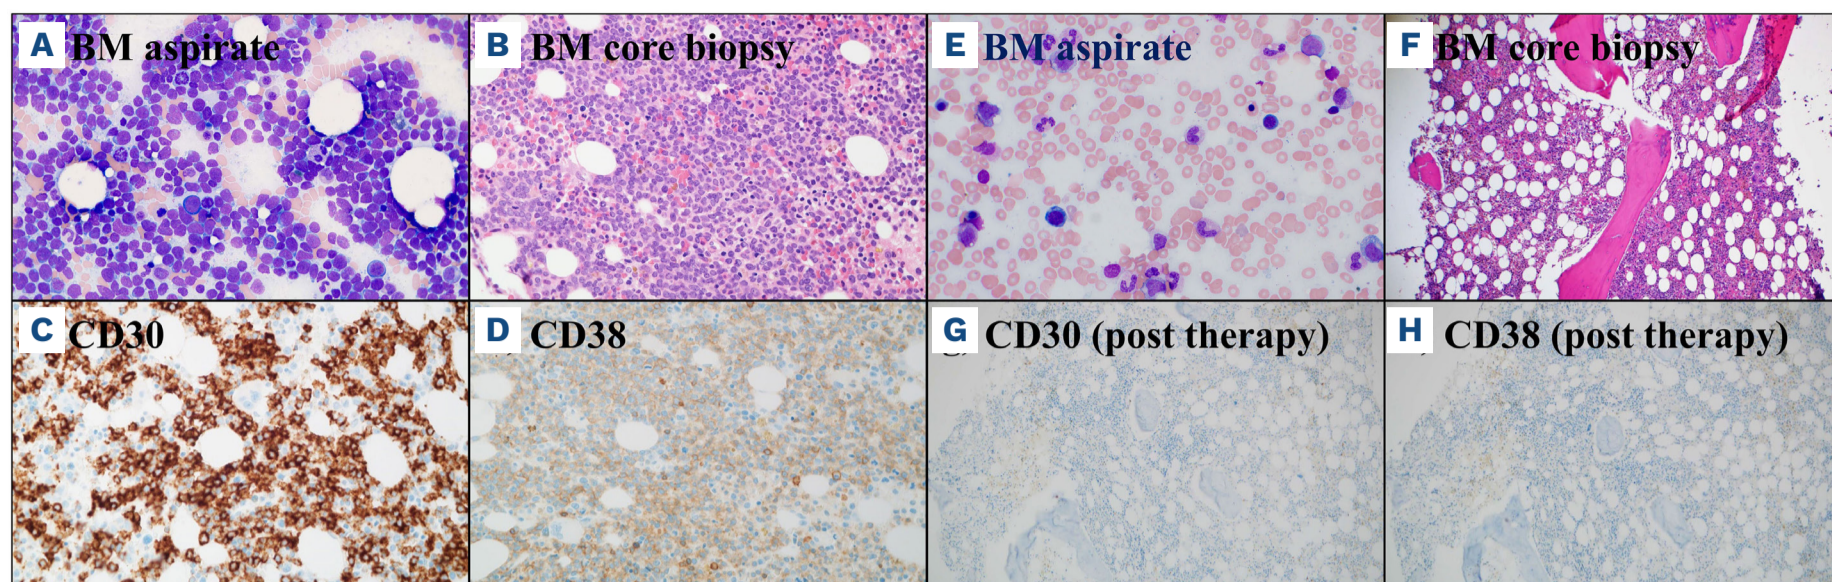 A BM aspirate
B BM core biopsy
E BM aspirate
F BM core biopsy
C CD30
D CD38
G CD30 (post therapy)
H CD38 (post therapy)